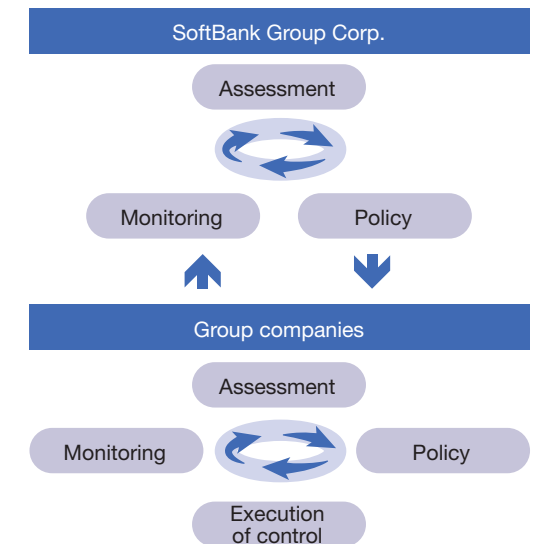 SoftBank Group Corp.
Assessment
Monitoring
Policy
Group companies
Assessment
Monitoring
Policy
Execution
of control